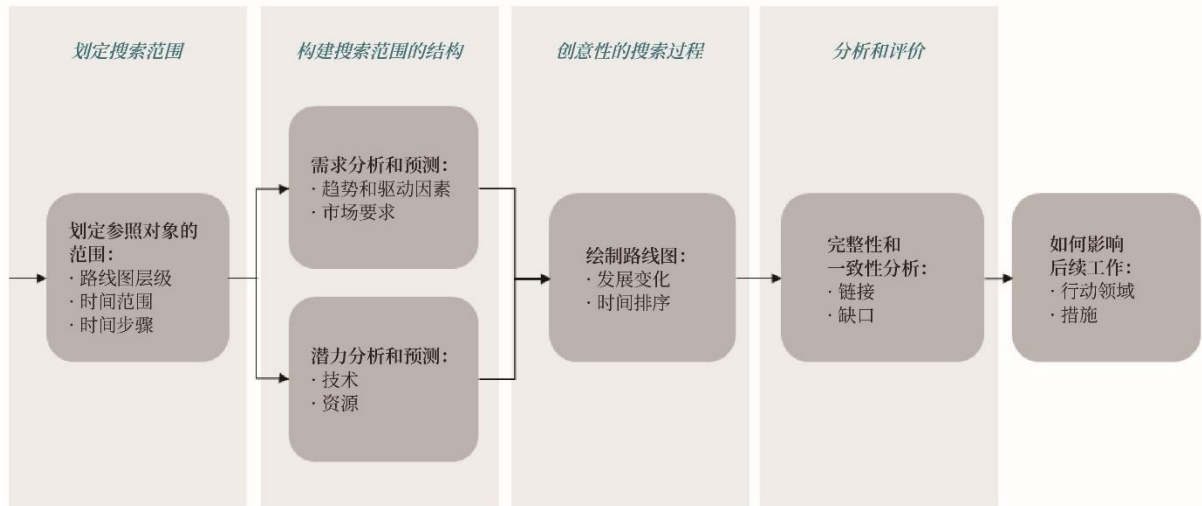 划定搜索范围
构建搜索范围的结构
创意性的搜索过程
分析和评价
划定参照对象的
范围：
· 路线图层级
· 时间范围
· 时间步骤
需求分析和预测：
· 趋势和驱动因素
· 市场要求
潜力分析和预测：
· 技术
· 资源
绘制路线图：
· 发展变化
· 时间排序
完整性和
一致性分析：
· 链接
· 缺口
如何影响
后续工作：
· 行动领域
· 措施